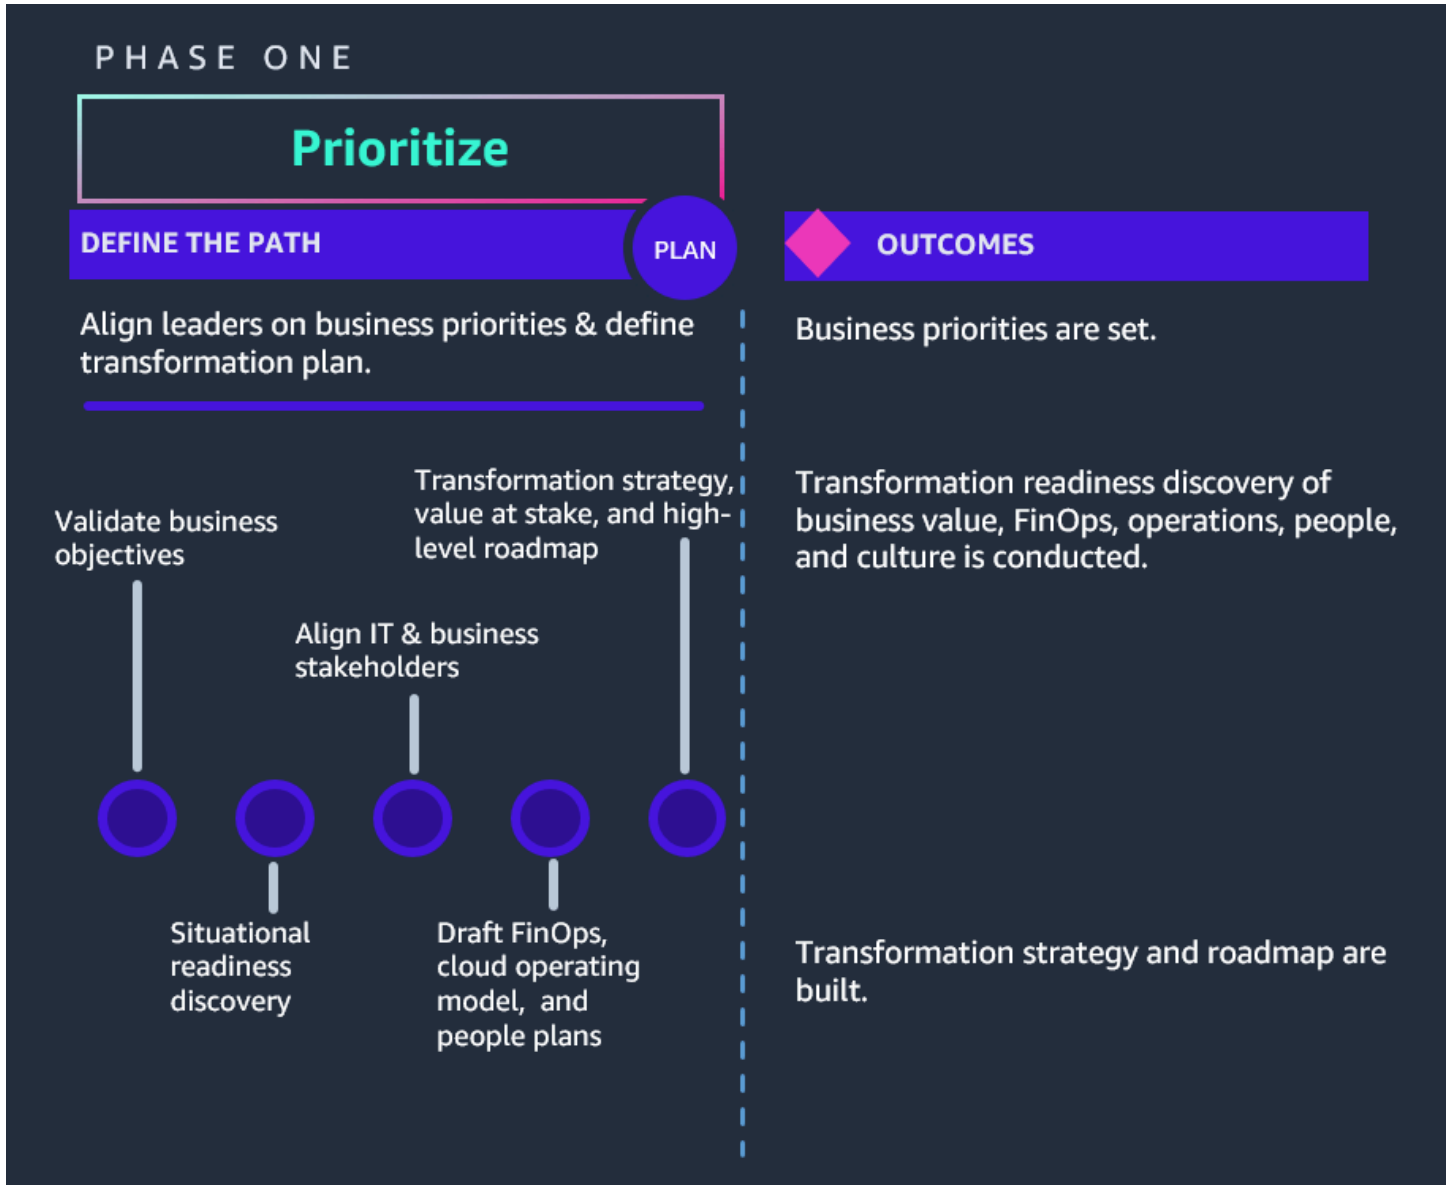 PHASE ONE
Prioritize
DEFINE THE PATH
PLAN
Align leaders on business priorities & define
transformation plan.
Validate business
objectives
Situational
readiness
discovery
Align IT & business
stakeholders
Draft FinOps,
cloud operating
model, and
people plans
Transformation strategy,
value at stake, and high-
level roadmap
OUTCOMES
Business priorities are set.
Transformation readiness discovery of
business value, FinOps, operations, people,
and culture is conducted.
Transformation strategy and roadmap are
built.